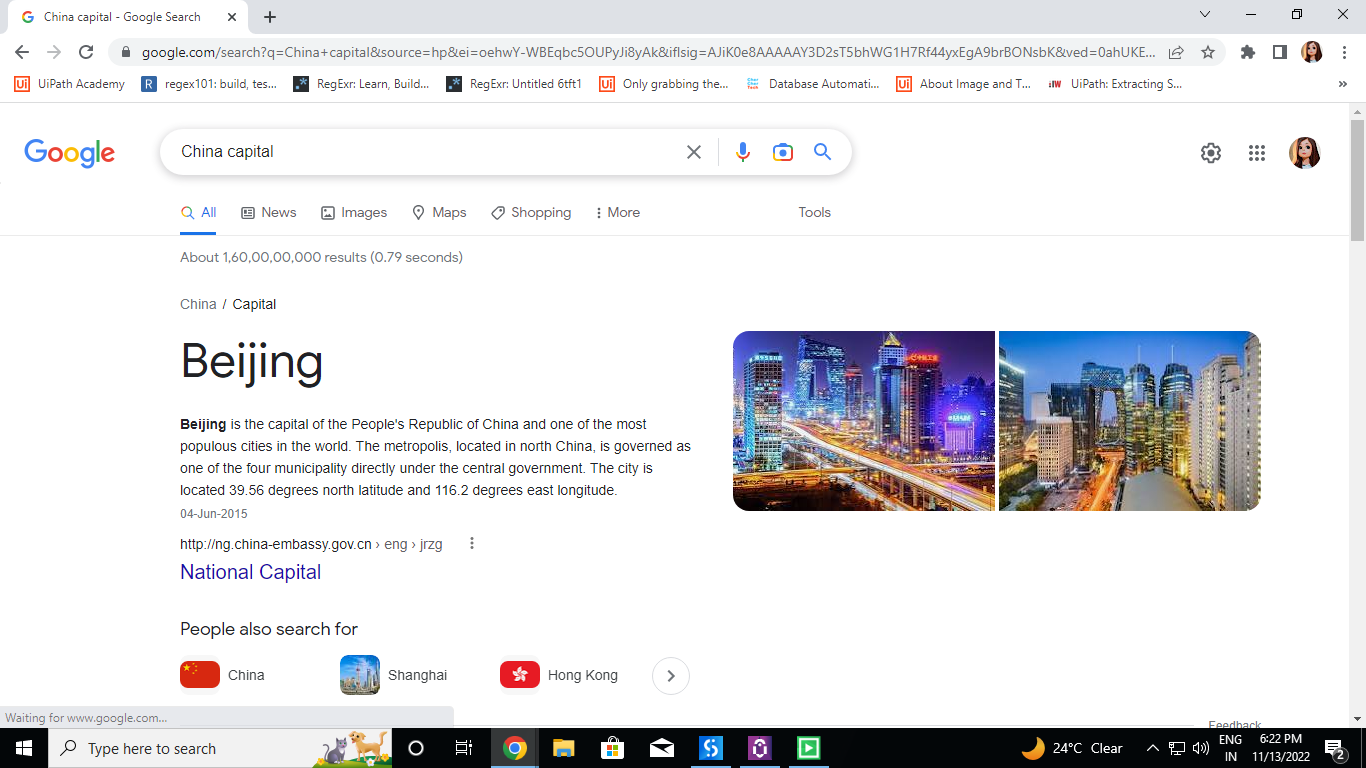 China capital - Google Search
google.com/search?q=China+capital&source=hp&ei=oehwY-WBEqbc5OUPyJi8yAk&iflsig=AJiK0e8AAAAAY3D2sT5bhWG1H7Rf44yxEgA9brBONsbK&ved=0ahUKE...
UiPath Academy
regex101: build, tes...
RegExr: Learn, Build...
RegExr: Untitled 6tft1
Only grabbing the...
Database Automati...
About Image and T...
UiPath: Extracting S...
Google
China capital
All
News
Images
Maps
Shopping
More
Tools
About 1,60,00,00,000 results (0.79 seconds)
China / Capital
Beijing
Beijing is the capital of the People's Republic of China and one of the most
populous cities in the world. The metropolis, located in north China, is governed as
one of the four municipality directly under the central government. The city is
located 39.56 degrees north latitude and 116.2 degrees east longitude.
04-Jun-2015
http://ng.china-embassy.gov.cn › eng › jrzg
National Capital
People also search for
China
Shanghai
Hong Kong
Feedback
Waiting for www.google.com...
Type here to search
24°C Clear
ENG
IN
6:22 PM
11/13/2022
2